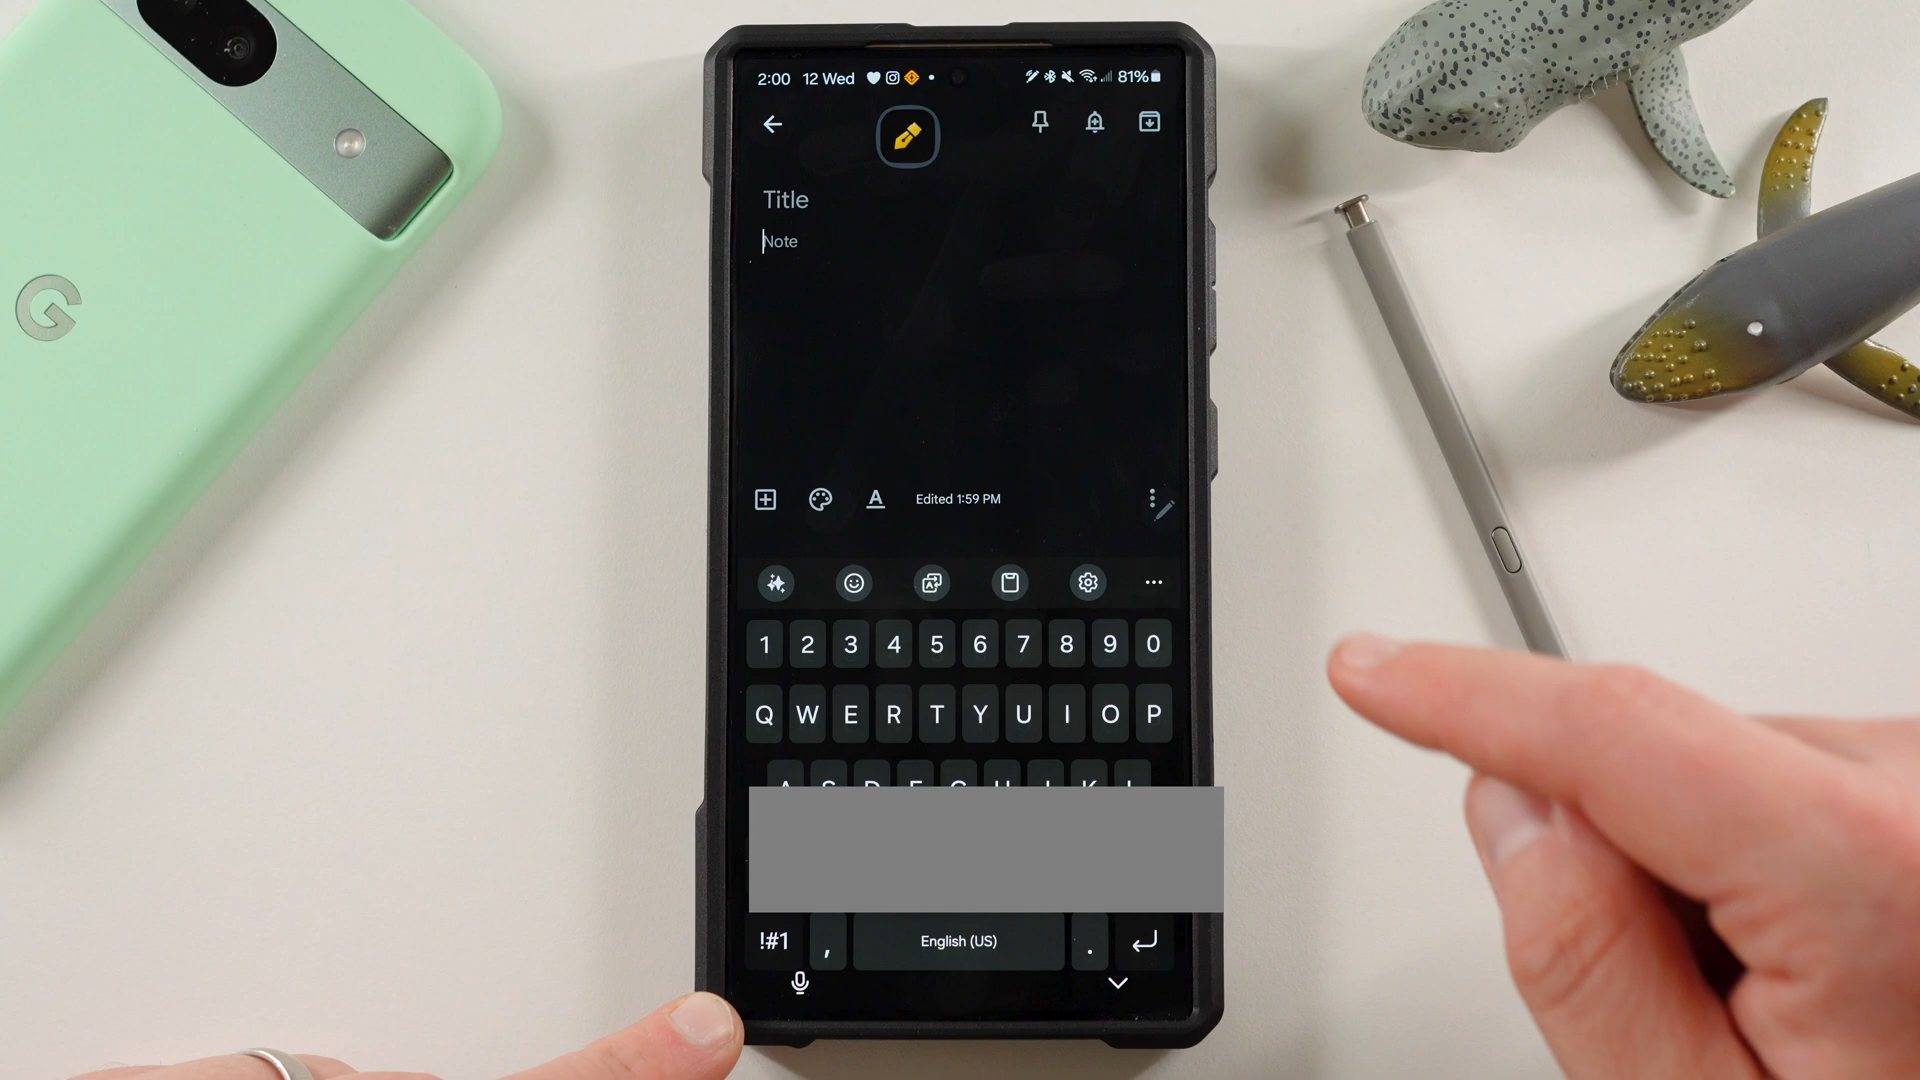 G
2:00 12 Wed 81%
Title
Note
A Edited 1:59 PM
1 2 3 4 5 6 7 8 9 0
Q W E R T Y U I O P
!#1 , English (US) .